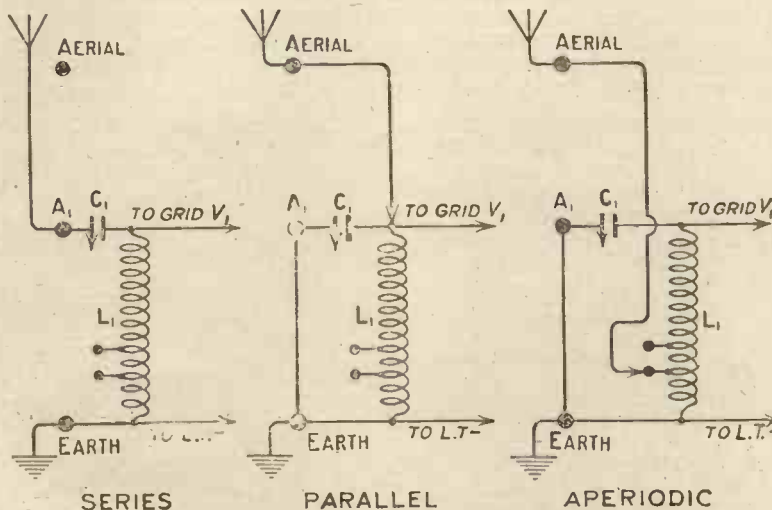 AERIAL
A1 C1
TO GRID V1
L1
EARTH
SERIES
AERIAL
A1 C1
TO GRID V1
L1
EARTH
TO L.T-
PARALLEL
AERIAL
A1 C1
TO GRID V1
L1
EARTH
TO L.T.-
APERIODIC